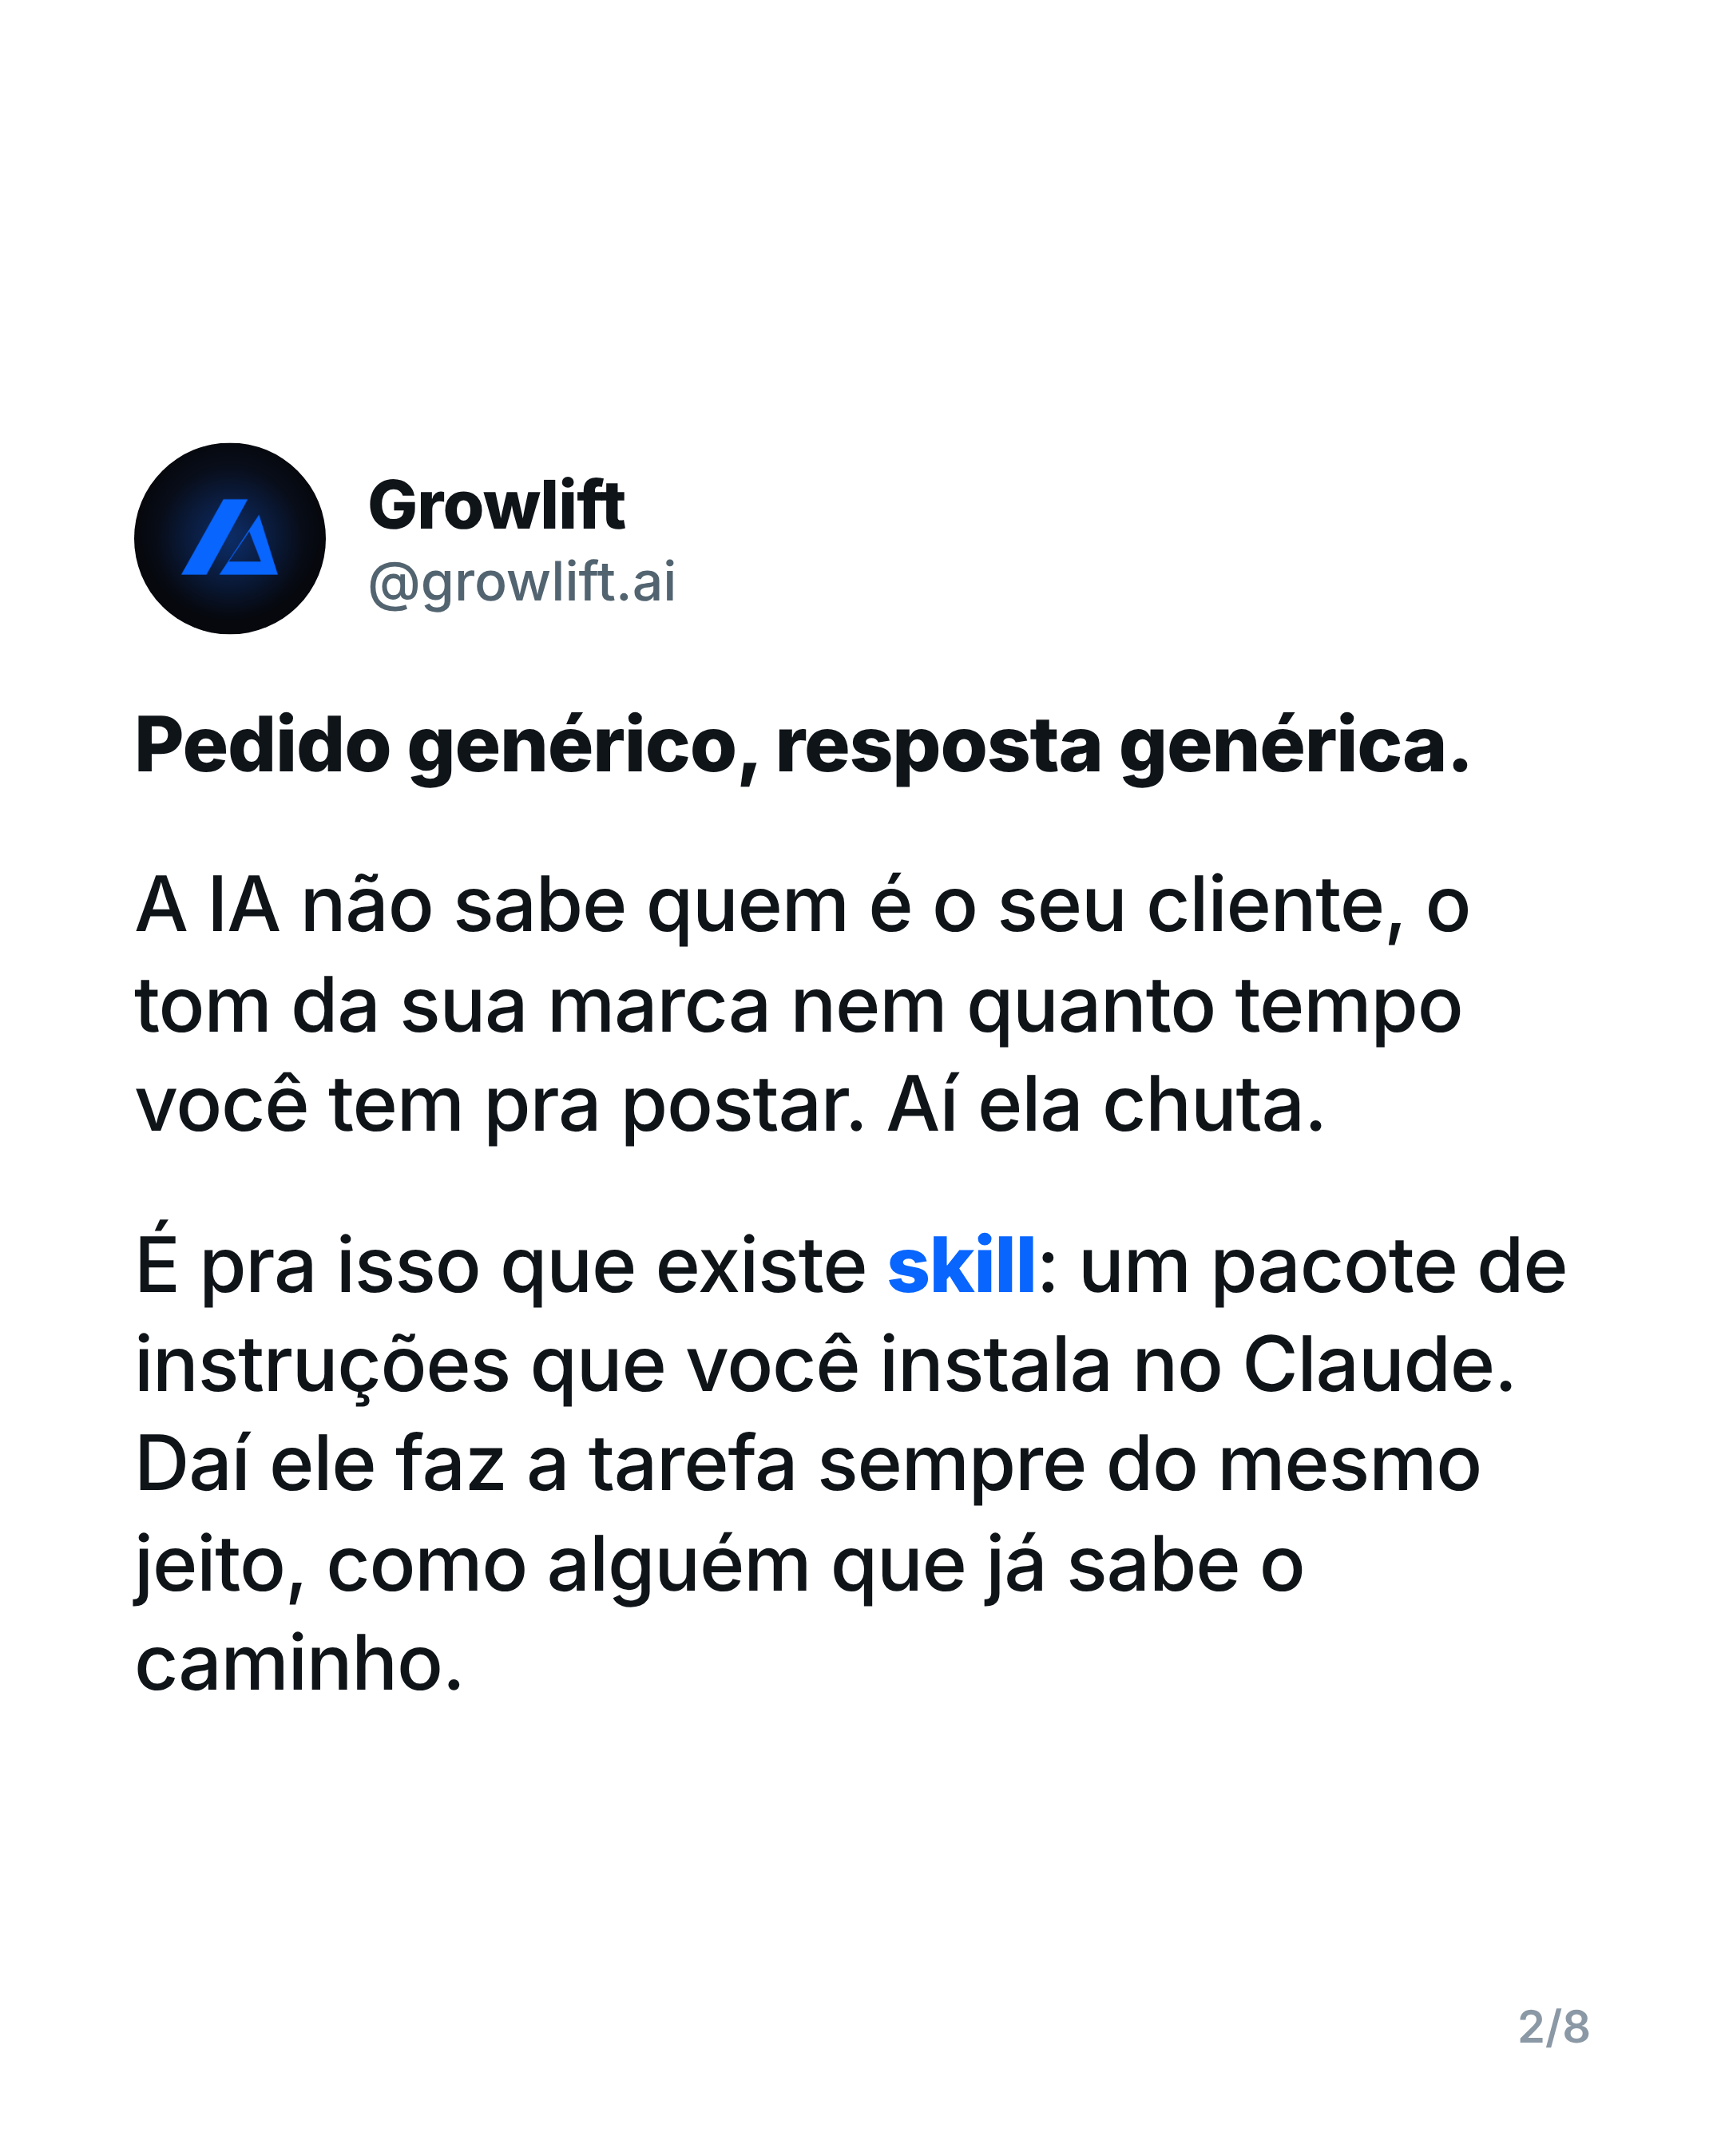 Growlift
@growlift.ai
Pedido genérico, resposta genérica.
A IA não sabe quem é o seu cliente, o
tom da sua marca nem quanto tempo
você tem pra postar. Aí ela chuta.
É pra isso que existe skill: um pacote de
instruções que você instala no Claude.
Daí ele faz a tarefa sempre do mesmo
jeito, como alguém que já sabe o
caminho.
2/8